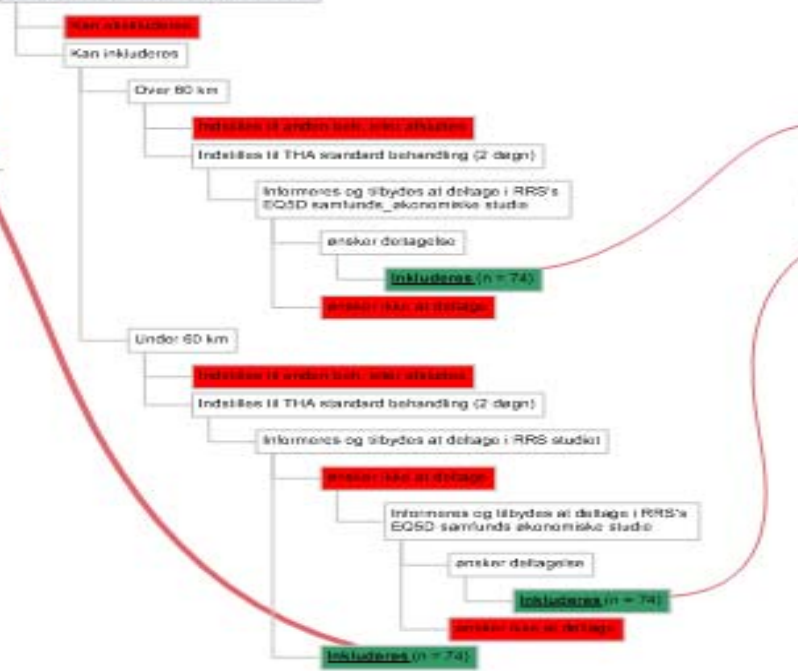 Kan ekskluderes
Kan inkluderes
Over 60 km
Indstilles til anden beh. eller afsluttes
Indstilles til THA standard behandling (2 døgn)
Informeres og tilbydes at deltage i RRS's
EQ5D samfunds_økonomiske studie
ønsker deltagelse
Inkluderes (n = 74)
ønsker ikke at deltage
Under 60 km
Indstilles til anden beh. eller afsluttes
Indstilles til THA standard behandling (2 døgn)
Informeres og tilbydes at deltage i RRS studiet
ønsker ikke at deltage
Informeres og tilbydes at deltage i RRS's
EQ5D samfunds økonomiske studie
ønsker deltagelse
Inkluderes (n = 74)
ønsker ikke at deltage
Inkluderes (n = 74)